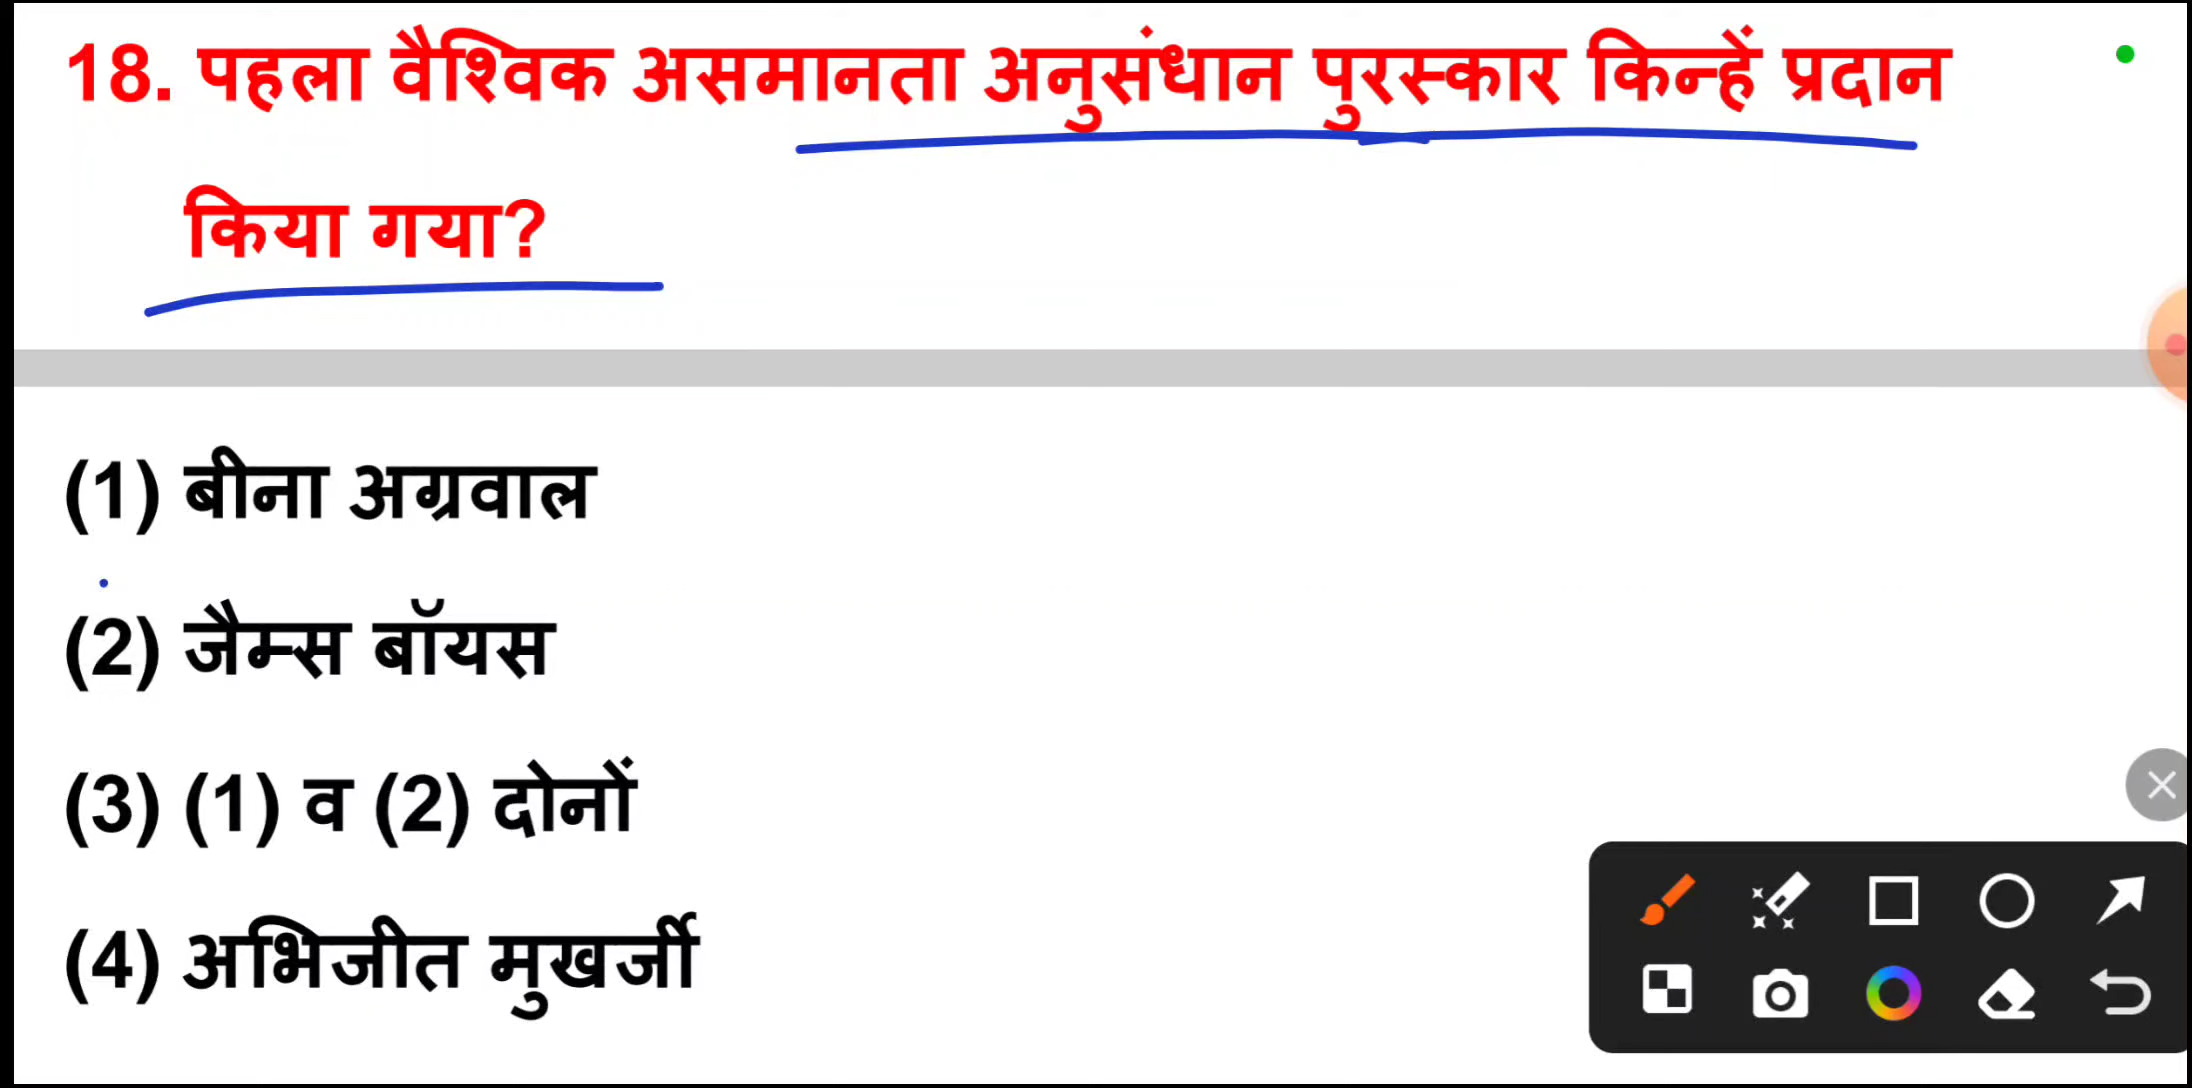 18. पहला वैश्विक असमानता अनुसंधान पुरस्कार किन्हें प्रदान
किया गया?
(1) बीना अग्रवाल
(2) जैम्स बॉयस
(3) (1) व (2) दोनों
(4) अभिजीत मुखर्जी